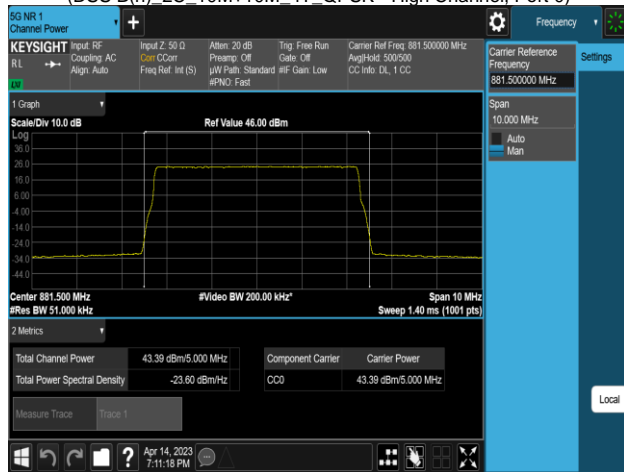 5G NR 1
Channel Power
Frequency
KEYSIGHT
R L
LXI
Input: RF
Coupling: AC
Align: Auto
Input Z: 50 Ω
Corr CCorr
Freq Ref: Int (S)
Atten: 20 dB
Preamp: Off
µW Path: Standard
#PNO: Fast
Trig: Free Run
Gate: Off
#IF Gain: Low
Carrier Ref Freq: 881.500000 MHz
Avg|Hold: 500/500
CC Info: DL, 1 CC
Carrier Reference
Frequency
881.500000 MHz
Settings
Span
10.000 MHz
Auto
Man
1 Graph
Scale/Div 10.0 dB
Ref Value 46.00 dBm
Log
36.0
26.0
16.0
6.00
-4.00
-14.0
-24.0
-34.0
-44.0
Center 881.500 MHz
#Video BW 200.00 kHz*
Span 10 MHz
#Res BW 51.000 kHz
Sweep 1.40 ms (1001 pts)
2 Metrics
Total Channel Power 43.39 dBm/5.000 MHz
Total Power Spectral Density -23.60 dBm/Hz
Component Carrier Carrier Power
CC0 43.39 dBm/5.000 MHz
Measure Trace Trace 1
Local
?
Apr 14, 2023
7:11:18 PM